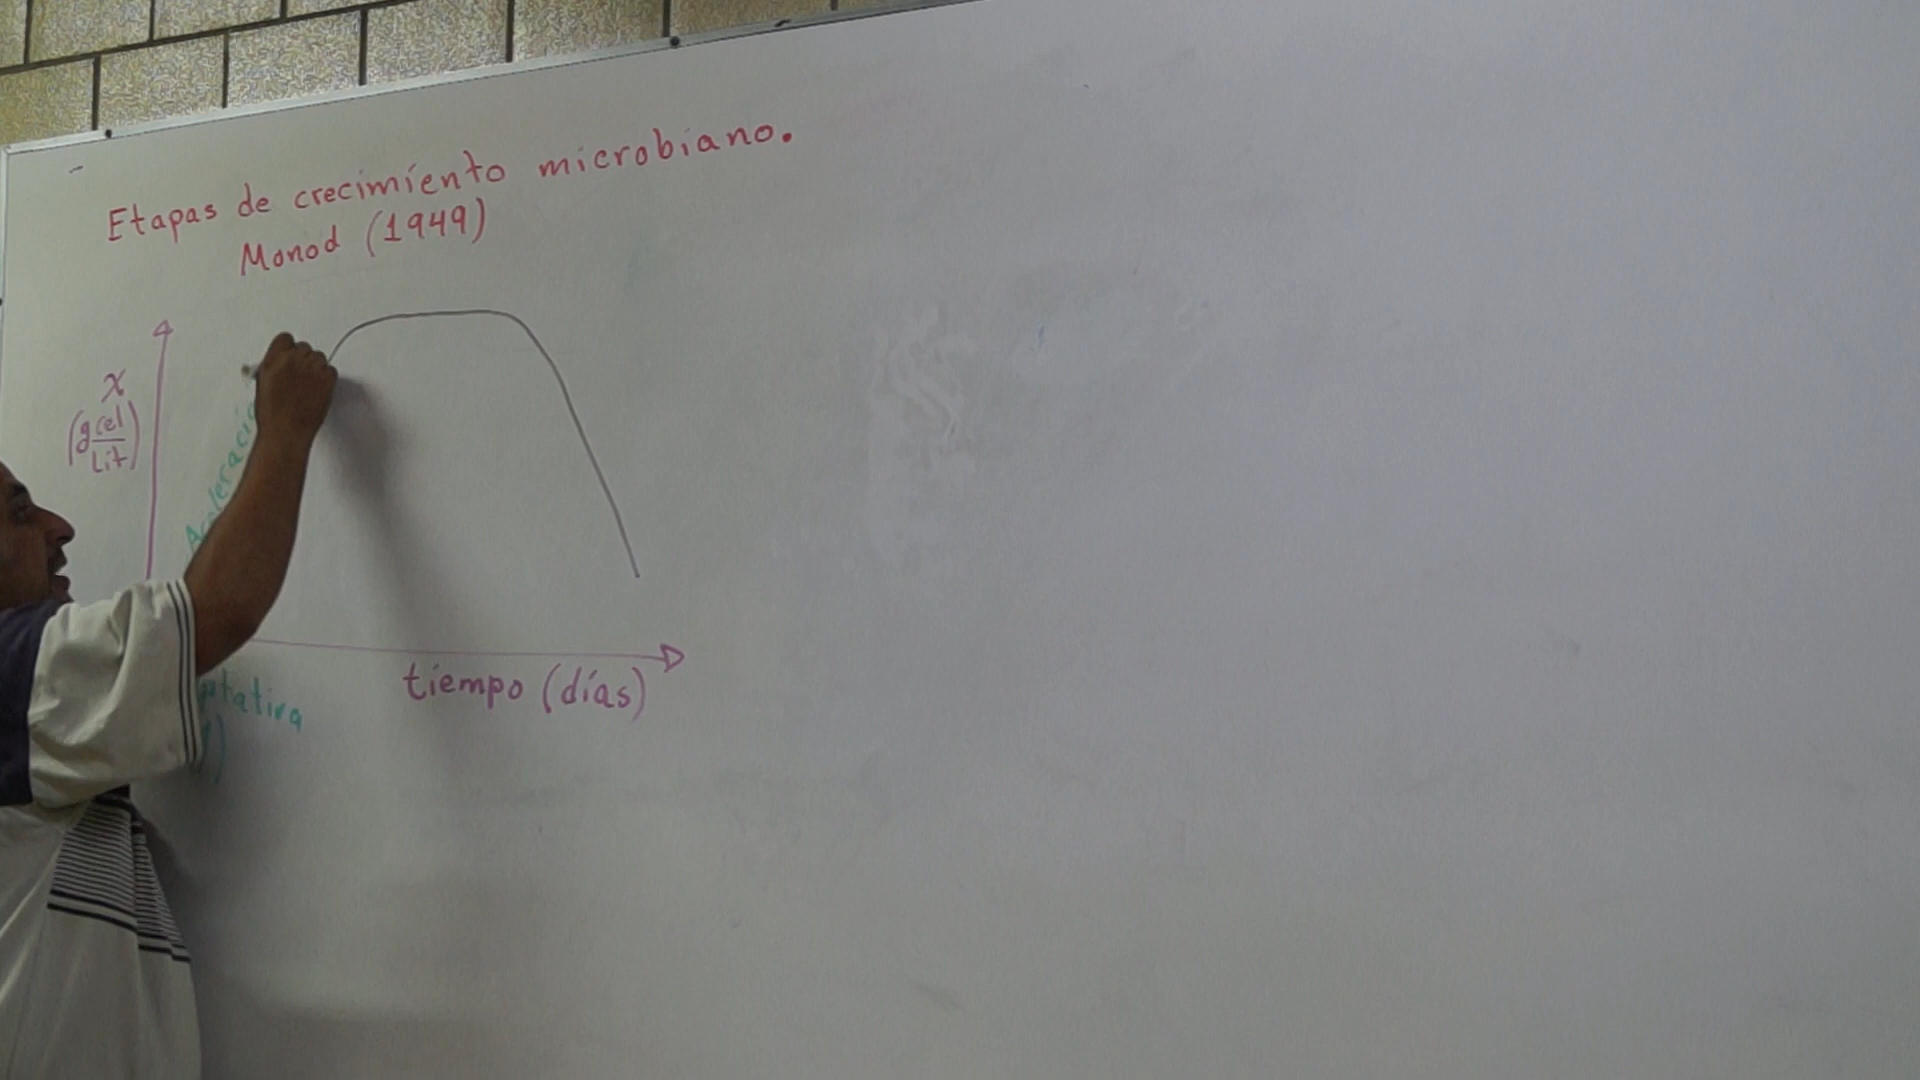 Etapas de crecimiento microbiano.
Monod (1949)
x
(g cel
Lit)
tiempo (días)